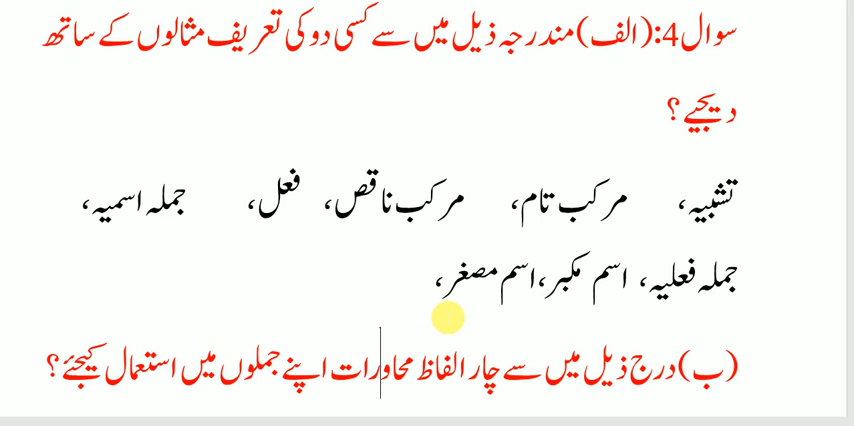 سوال4:(الف)مندرجہ ذیل میں سے کسی دو کی تعریف مثالوں کے ساتھ
دیجیے ؟
تشبیہ، مرکب تام، مرکب ناقص، فعل، جملہ اسمیہ،
جملہ فعلیہ، اسم مکبر،اسم مصغر،
(ب)درج ذیل میں سے چار الفاظ محاورات اپنے جملوں میں استعمال کیجئے ؟